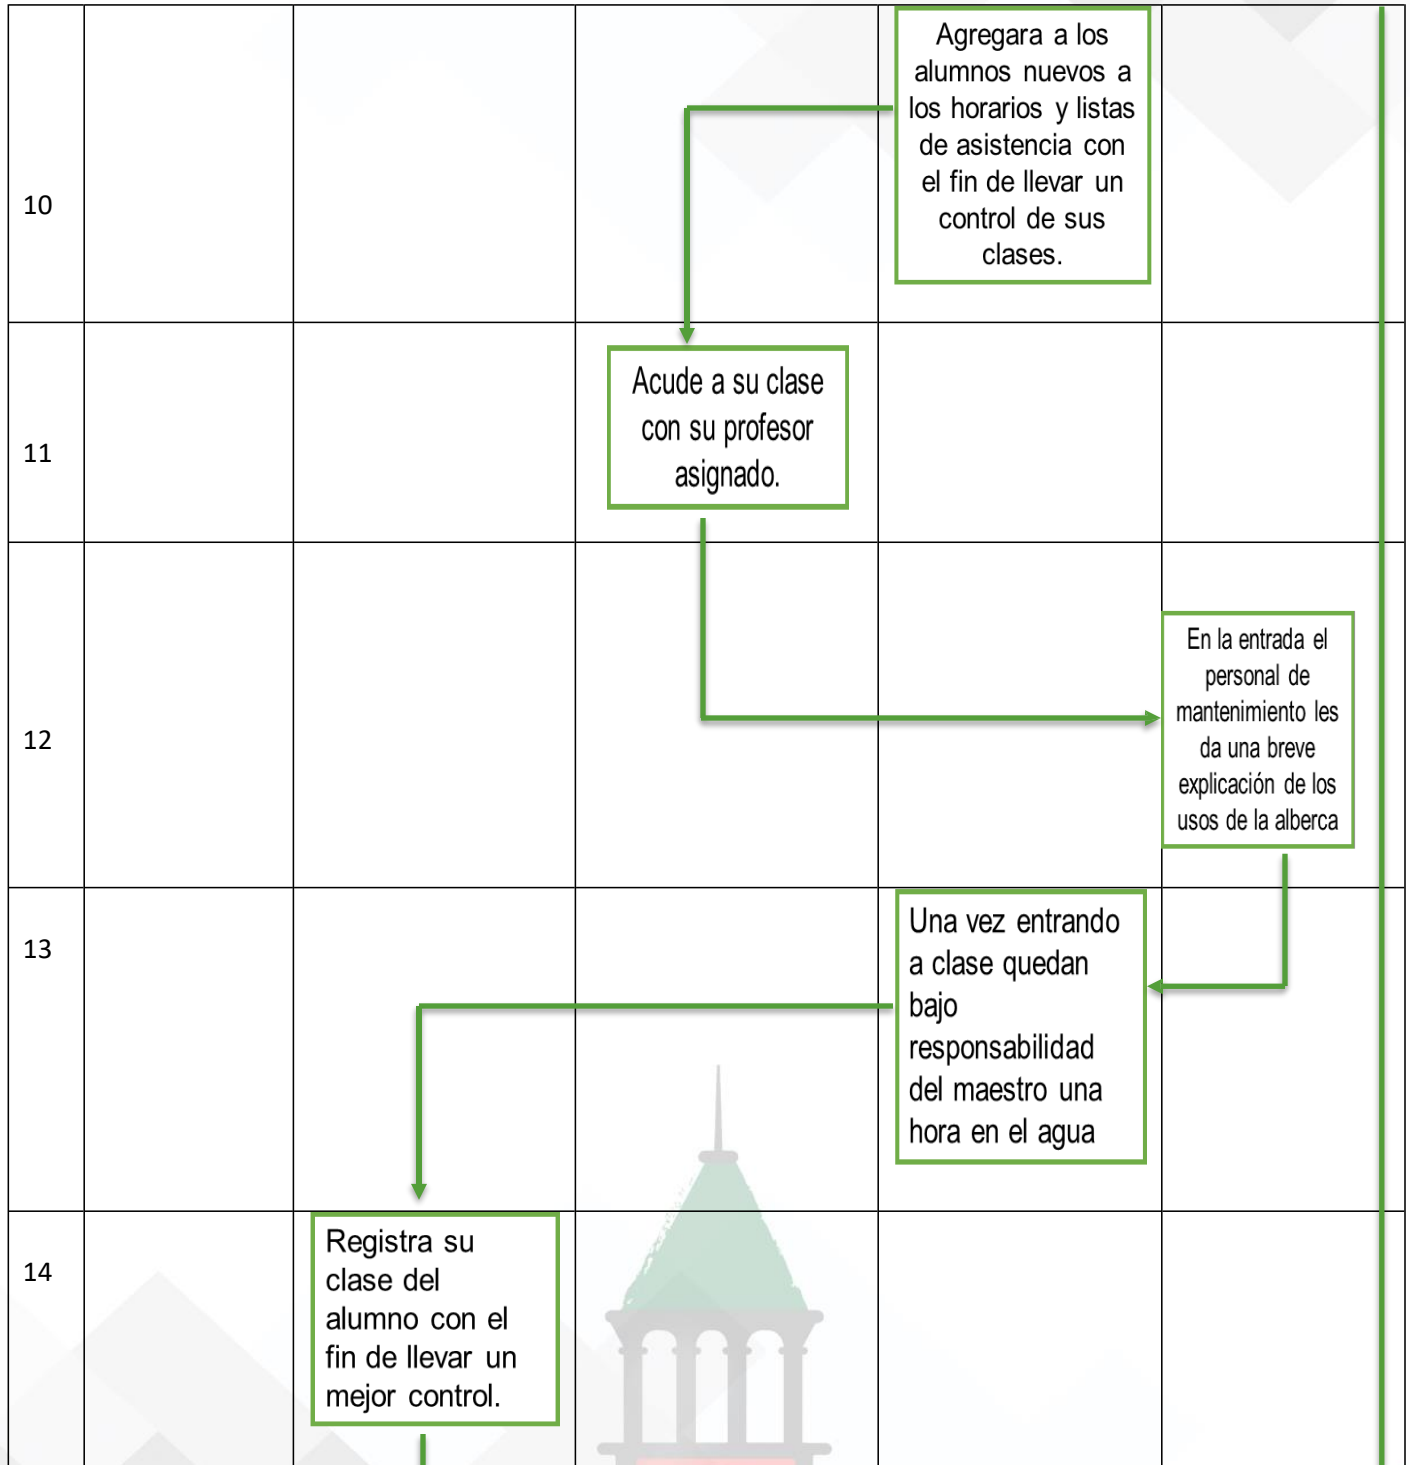 Agregara a los
alumnos nuevos a
los horarios y listas
de asistencia con
el fin de llevar un
control de sus
clases.
10
Acude a su clase
con su profesor
asignado.
11
En la entrada el
personal de
mantenimiento les
da una breve
explicación de los
usos de la alberca
12
Una vez entrando
a clase quedan
bajo
responsabilidad
del maestro una
hora en el agua
13
Registra su
clase del
alumno con el
fin de llevar un
mejor control.
14